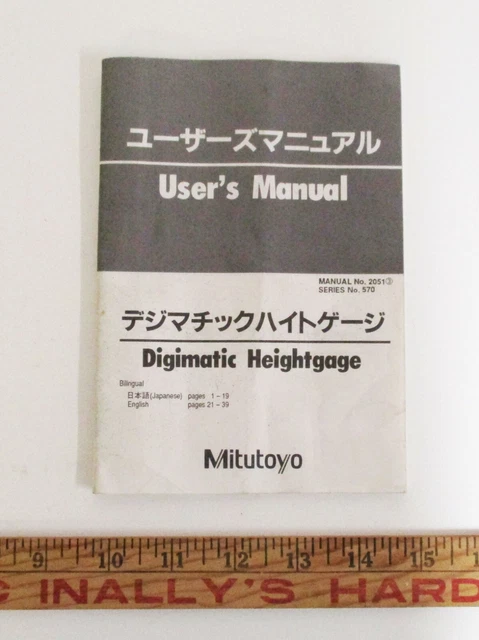 ユーザーズマニュアル
User's Manual
MANUAL No. 2051③
SERIES No. 570
デジマチックハイトゲージ
Digimatic Heightgage
Bilingual
日本語(Japanese) pages 1 – 19
English pages 21 – 39
Mitutoyo
9 10 11 12 13 14 15
INALLY'S HARD